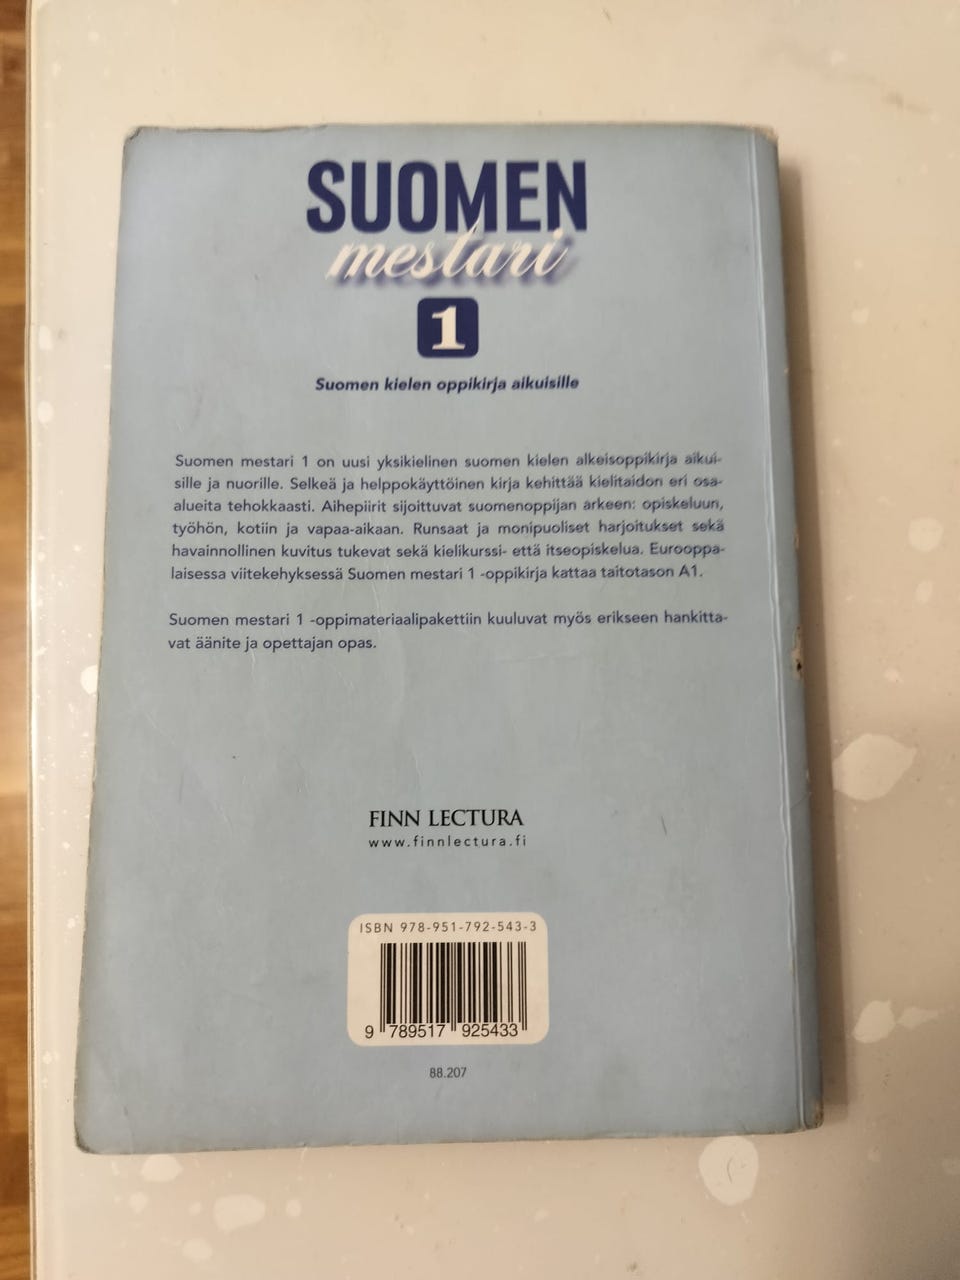 SUOMEN
mestari
1
Suomen kielen oppikirja aikuisille
Suomen mestari 1 on uusi yksikielinen suomen kielen alkeisoppikirja aikui-
sille ja nuorille. Selkeä ja helppokäyttöinen kirja kehittää kielitaidon eri osa-
alueita tehokkaasti. Aihepiirit sijoittuvat suomenoppijan arkeen: opiskeluun,
työhön, kotiin ja vapaa-aikaan. Runsaat ja monipuoliset harjoitukset sekä
havainnollinen kuvitus tukevat sekä kielikurssi- että itseopiskelua. Eurooppa-
laisessa viitekehyksessä Suomen mestari 1 -oppikirja kattaa taitotason A1.
Suomen mestari 1 -oppimateriaalipakettiin kuuluvat myös erikseen hankitta-
vat äänite ja opettajan opas.
FINN LECTURA
www.finnlectura.fi
ISBN 978-951-792-543-3
9 789517 925433
88.207